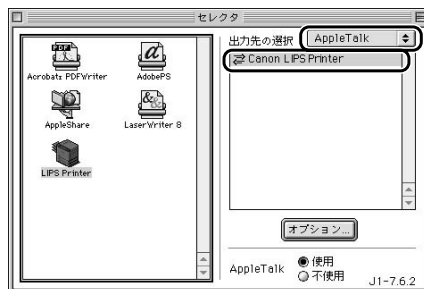 セレクタ
出力先の選択 AppleTalk
Acrobat™ PDFWriter
AdobePS
Canon LIPS Printer
AppleShare
LaserWriter 8
LIPS Printer
オプション...
AppleTalk
使用
不使用
J1-7.6.2